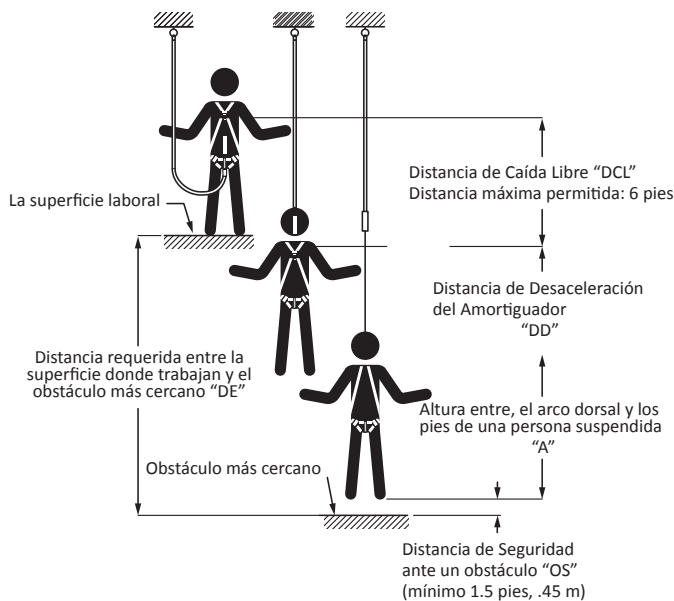 Distancia de Caída Libre “DCL”
Distancia máxima permitida: 6 pies
La superficie laboral
Distancia de Desaceleración
del Amortiguador
“DD”
Distancia requerida entre la
superficie donde trabajan y el
obstáculo más cercano “DE”
Altura entre, el arco dorsal y los
pies de una persona suspendida
“A”
Obstáculo más cercano
Distancia de Seguridad
ante un obstáculo “OS”
(mínimo 1.5 pies, .45 m)